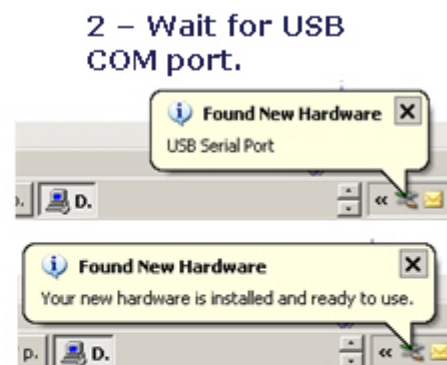 2 – Wait for USB
COM port.
Found New Hardware
USB Serial Port
D.
«
Found New Hardware
Your new hardware is installed and ready to use.
p. D.
«